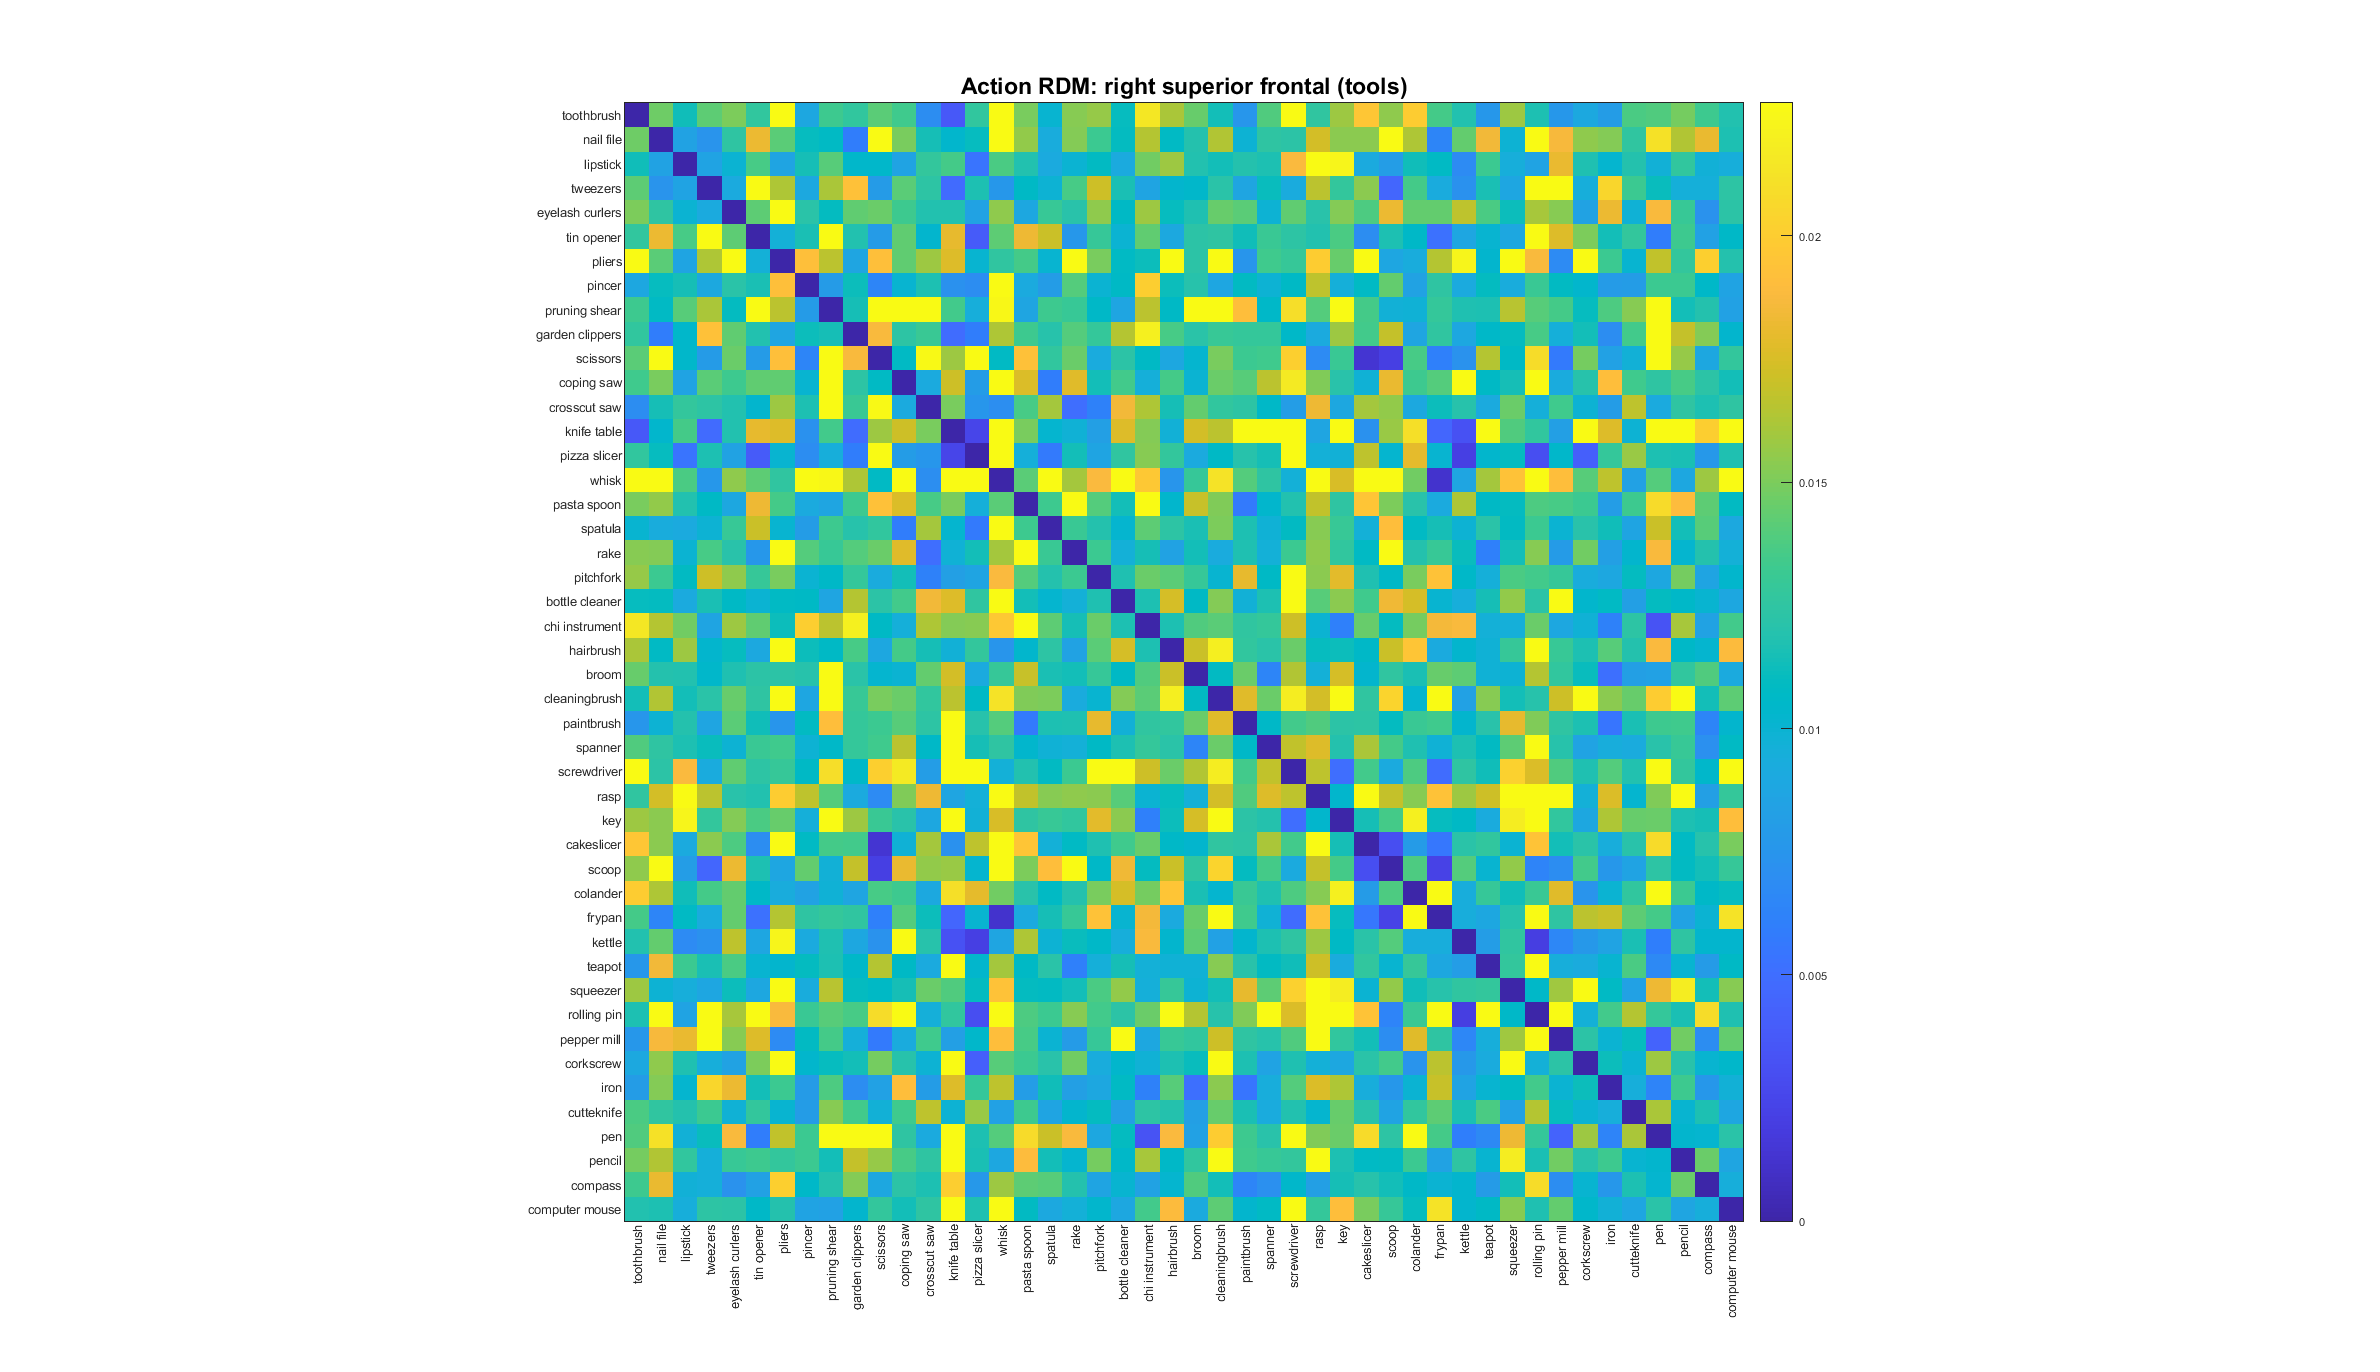 Action RDM: right superior frontal (tools)
toothbrush
nail file
lipstick
tweezers
eyelash curlers
tin opener
pliers
pincer
pruning shear
garden clippers
scissors
coping saw
crosscut saw
knife table
pizza slicer
whisk
pasta spoon
spatula
rake
pitchfork
bottle cleaner
chi instrument
hairbrush
broom
cleaningbrush
paintbrush
spanner
screwdriver
rasp
key
cakeslicer
scoop
colander
frypan
kettle
teapot
squeezer
rolling pin
pepper mill
corkscrew
iron
cutteknife
pen
pencil
compass
computer mouse
toothbrush
nail file
lipstick
tweezers
eyelash curlers
tin opener
pliers
pincer
pruning shear
garden clippers
scissors
coping saw
crosscut saw
knife table
pizza slicer
whisk
pasta spoon
spatula
rake
pitchfork
bottle cleaner
chi instrument
hairbrush
broom
cleaningbrush
paintbrush
spanner
screwdriver
rasp
key
cakeslicer
scoop
colander
frypan
kettle
teapot
squeezer
rolling pin
pepper mill
corkscrew
iron
cutteknife
pen
pencil
compass
computer mouse
0.02
0.015
0.01
0.005
0